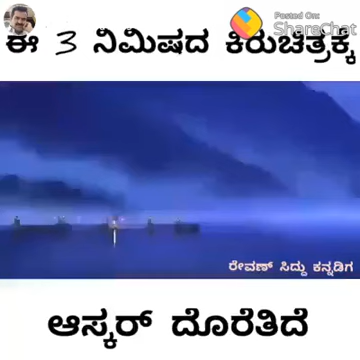 Posted On:
ShareChat
ಈ 3 ನಿಮಿಷದ ಕಿರುಚಿತ್ರಕ್ಕೆ
ರೇವಣ್ ಸಿದ್ದು ಕನ್ನಡಿಗ
ಆಸ್ಕರ್ ದೊರೆತಿದೆ